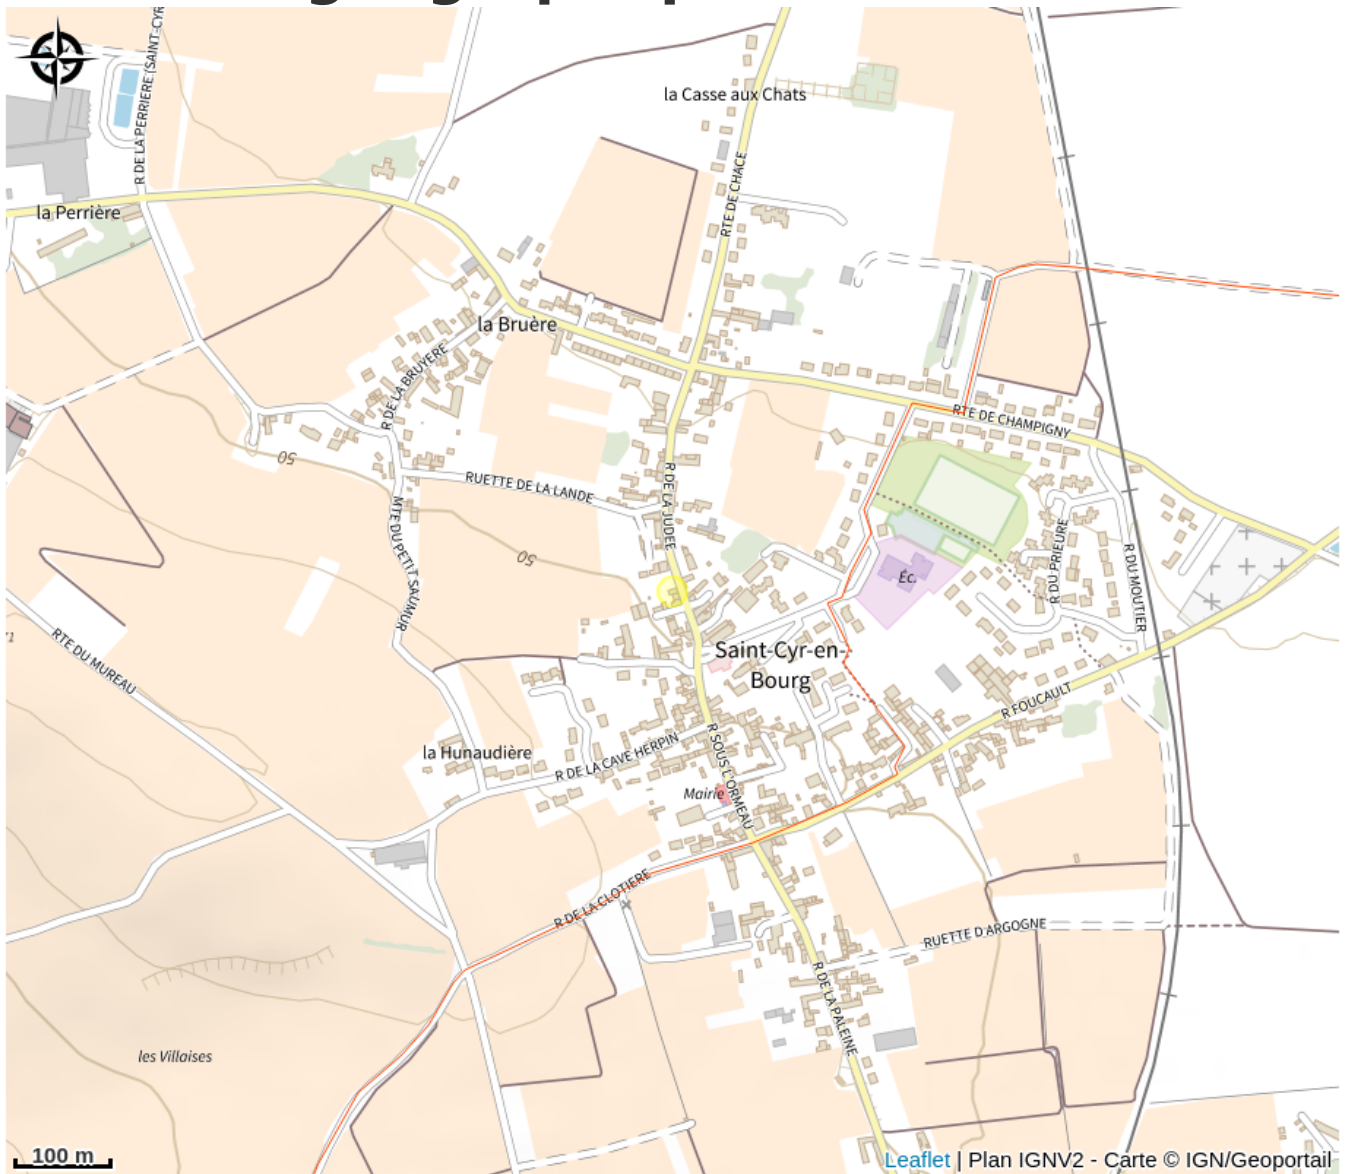 R DE LA PERRIERE (SAINT-CYR
la Casse aux Chats
RTE DE CHACE
la Perrière
la Bruère
R DE LA BRUYERE
RTE DE CHAMPIGNY
50
RUETTE DE LA LANDE
R DE LA JUDEE
MTE DU PETIT SAUMUR
50
Éc.
R DU PRIEURE
R DU MOUTIER
RTE DU MUREAU
Saint-Cyr-en-
Bourg
R FOUCAULT
la Hunaudière
R DE LA CAVE HERPIN
R SOUS L'ORMEAU
Mairie
R DE LA CLOTIERE
RUETTE D'ARGOGNE
R DE LA PALEINE
les Villaises
100 m
Leaflet | Plan IGNV2 - Carte © IGN/Geoportail